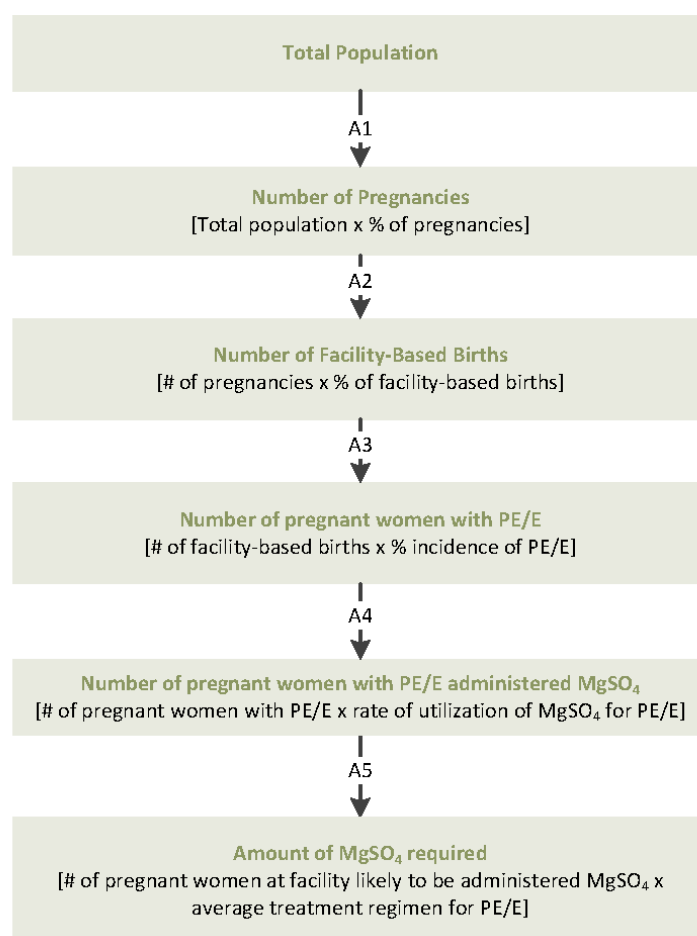 Total Population
A1
Number of Pregnancies
[Total population x % of pregnancies]
A2
Number of Facility-Based Births
[# of pregnancies x % of facility-based births]
A3
Number of pregnant women with PE/E
[# of facility-based births x % incidence of PE/E]
A4
Number of pregnant women with PE/E administered MgSO₄
[# of pregnant women with PE/E x rate of utilization of MgSO₄ for PE/E]
A5
Amount of MgSO₄ required
[# of pregnant women at facility likely to be administered MgSO₄ x
average treatment regimen for PE/E]